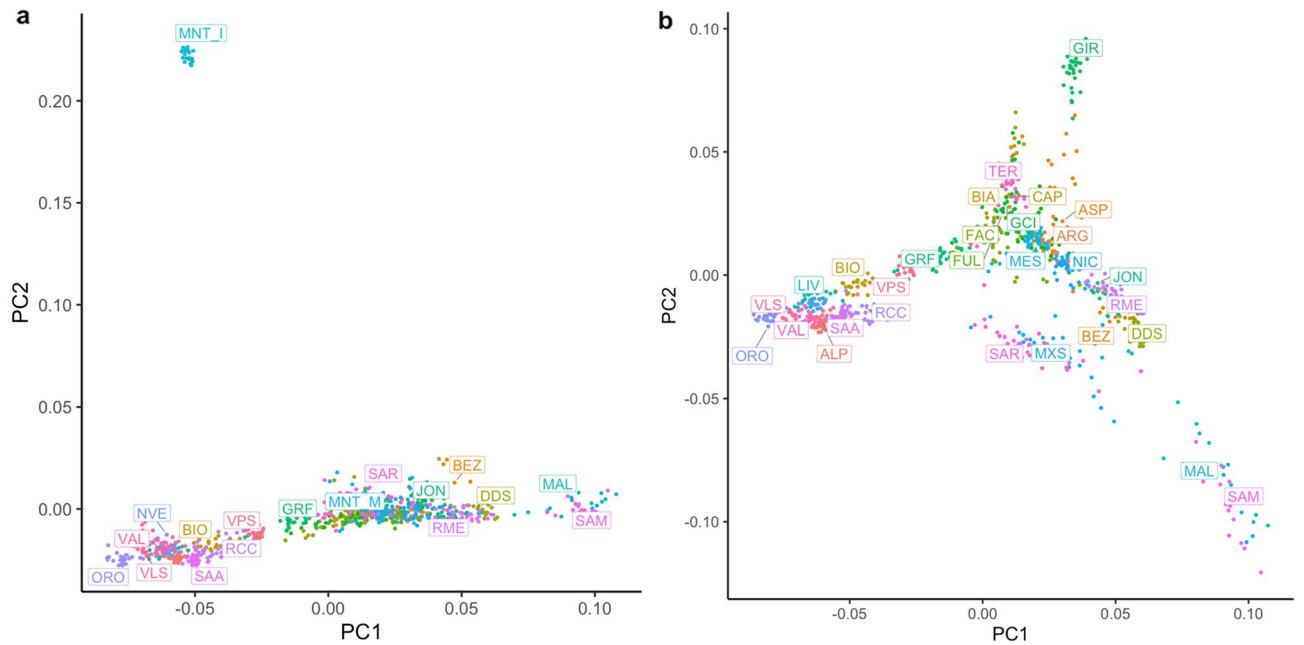 a
MNT_I
0.20
0.15
PC2
0.10
0.05
BEZ
SAR
MAL
JON
DDS
MNT_M
GRF
0.00
SAM
NVE
VPS
BIO
RME
VAL
RCC
ORO
VLS
SAA
-0.05
0.00
0.05
0.10
PC1
b
0.10
GIR
0.05
TER
BIA
CAP
ASP
GCI
FAC
ARG
GRF
FUL
MES
NIC
BIO
JON
0.00
PC2
LIV
VPS
VLS
RME
RCC
VAL
SAA
BEZ
DDS
ORO
ALP
SAR
MXS
-0.05
MAL
SAM
-0.10
-0.05
0.00
0.05
0.10
PC1